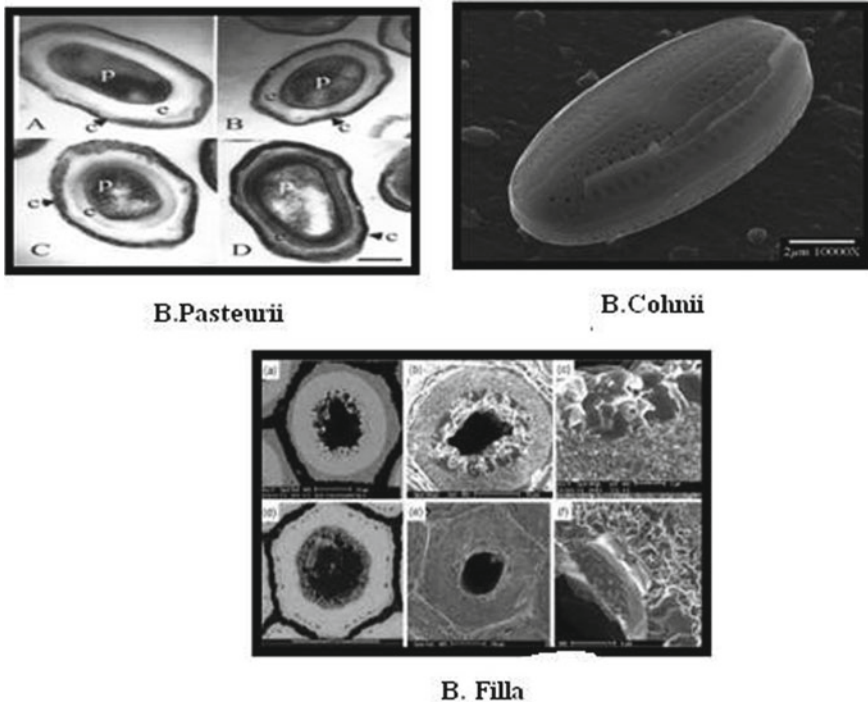 P
c
c
A
P
c
c
B
P
c
c
C
P
c
c
D
2μm 10000X
B.Pasteurii
B.Cohnii
(a)
(b)
(c)
(d)
(e)
(f)
B. Filla